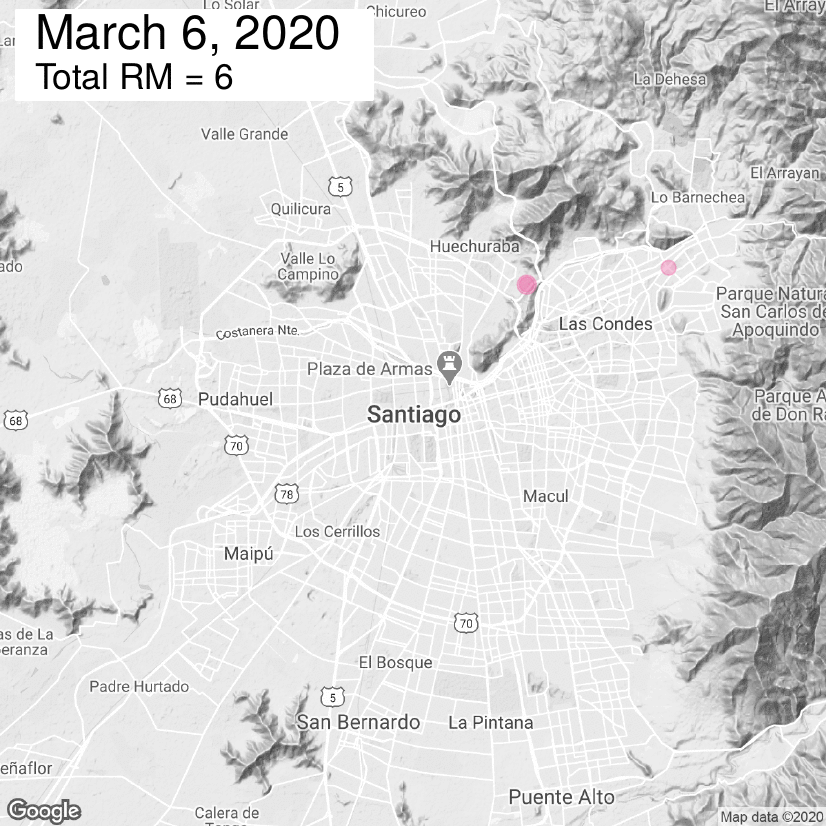 Lo Solar
Chicureo
El Array
March 6, 2020
Total RM = 6
La Dehesa
Valle Grande
El Arrayan
5
Lo Barnechea
Quilicura
Huechuraba
Valle Lo
Campino
ado
Parque Natura
San Carlos de
Apoquindo
Las Condes
Costanera Nte.
Plaza de Armas
Parque A
de Don Ra
68
Pudahuel
68
Santiago
70
78
Macul
Los Cerrillos
Maipú
70
as de La
eranza
El Bosque
Padre Hurtado
5
San Bernardo
La Pintana
eñaflor
Puente Alto
Calera de
Google
Map data ©2020